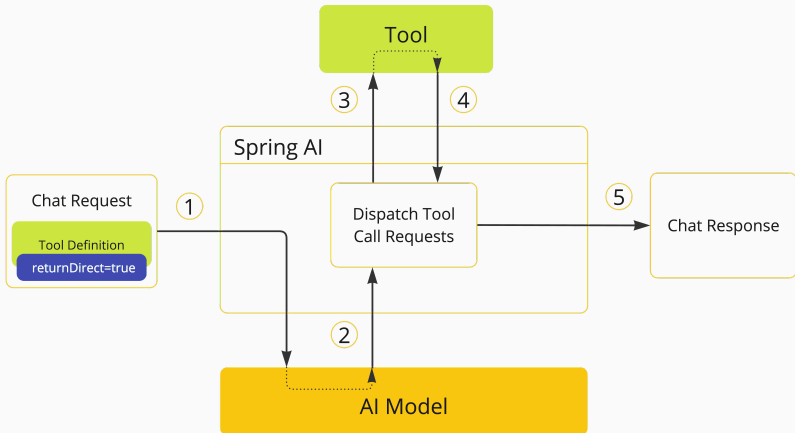 Tool
3
4
Spring AI
Chat Request
1
Tool Definition
returnDirect=true
Dispatch Tool
Call Requests
5
Chat Response
2
AI Model